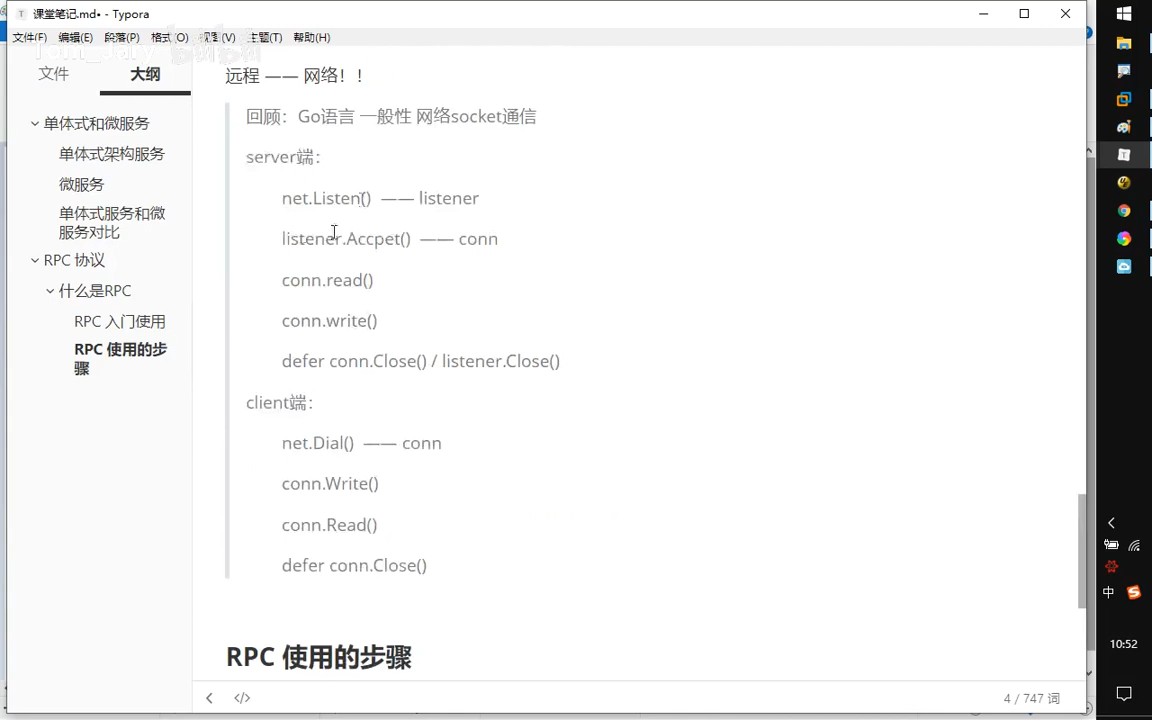 课堂笔记.md• - Typora
文件(F) 编辑(E) 段落(P) 格式(O) 视图(V) 主题(T) 帮助(H)
文件 大纲
单体式和微服务
单体式架构服务
微服务
单体式服务和微
服务对比
RPC 协议
什么是RPC
RPC 入门使用
RPC 使用的步
骤
远程 —— 网络！！
回顾：Go语言 一般性 网络socket通信
server端：
net.Listen() —— listener
listener.Accpet() —— conn
conn.read()
conn.write()
defer conn.Close() / listener.Close()
client端：
net.Dial() —— conn
conn.Write()
conn.Read()
defer conn.Close()
RPC 使用的步骤
4 / 747 词
中
10:52